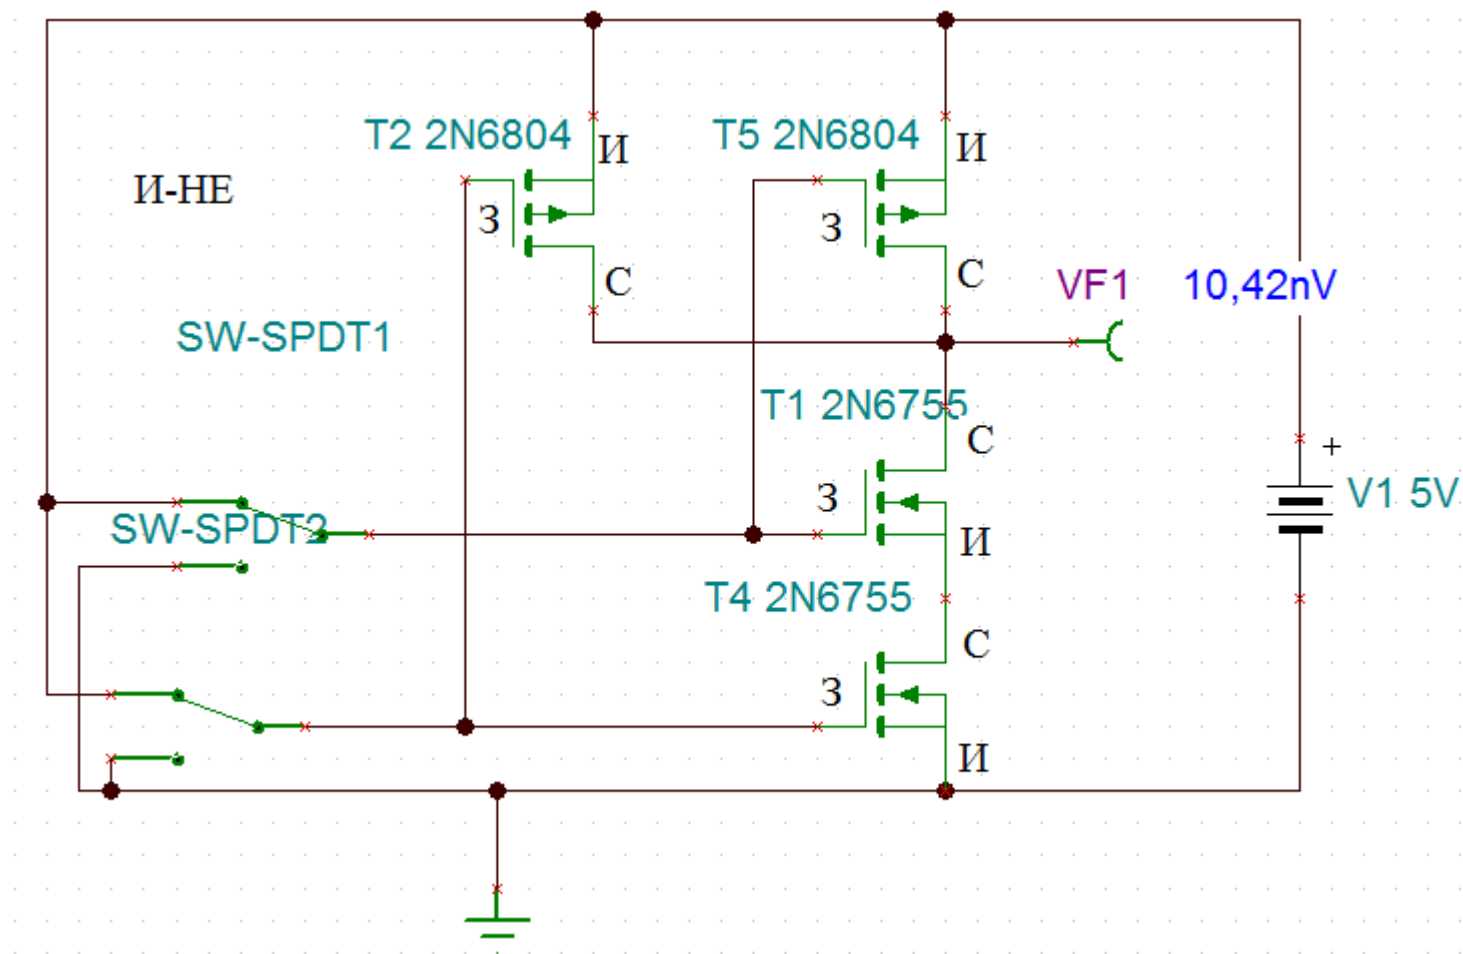 T2 2N6804
T5 2N6804
И
И
И-НЕ
З
З
С
С
VF1
10,42nV
SW-SPDT1
T1 2N6755
С
+
З
V1 5V
SW-SPDT2
И
T4 2N6755
С
З
И